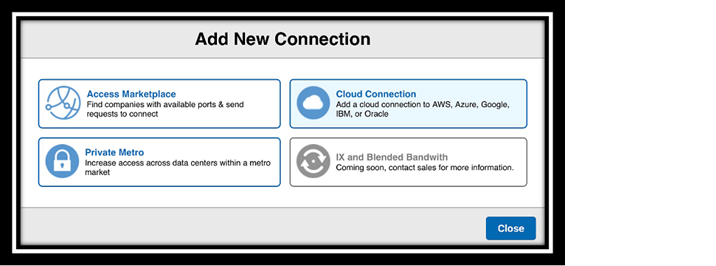 Add New Connection
Access Marketplace
Find companies with available ports & send
requests to connect
Cloud Connection
Add a cloud connection to AWS, Azure, Google,
IBM, or Oracle
Private Metro
Increase access across data centers within a metro
market
IX and Blended Bandwith
Coming soon, contact sales for more information.
Close